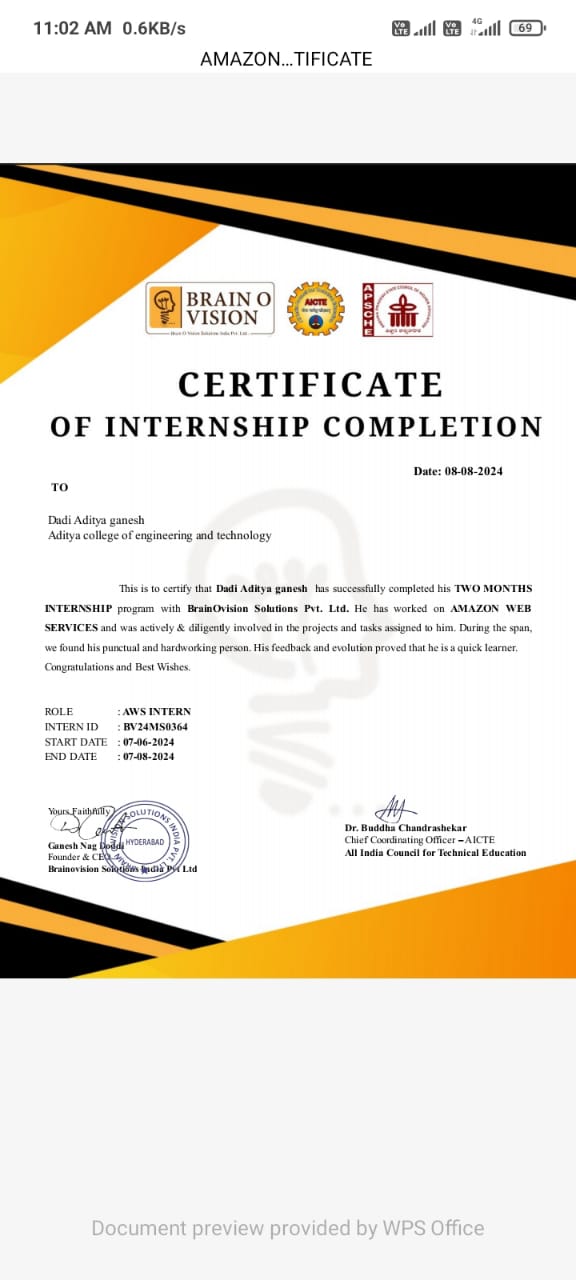 11:02 AM 0.6KB/s
Vo LTE Vo LTE 4G 69
AMAZON...TIFICATE
BRAIN O
VISION
Brain O Vision Solutions India Pvt. Ltd.
AICTE
APSCHE
CERTIFICATE
OF INTERNSHIP COMPLETION
Date: 08-08-2024
TO
Dadi Aditya ganesh
Aditya college of engineering and technology
This is to certify that Dadi Aditya ganesh has successfully completed his TWO MONTHS
INTERNSHIP program with BrainOvision Solutions Pvt. Ltd. He has worked on AMAZON WEB
SERVICES and was actively & diligently involved in the projects and tasks assigned to him. During the span,
we found his punctual and hardworking person. His feedback and evolution proved that he is a quick learner.
Congratulations and Best Wishes.
ROLE : AWS INTERN
INTERN ID : BV24MS0364
START DATE : 07-06-2024
END DATE : 07-08-2024
Yours Faithfully
Ganesh Nag Doddi
Founder & CEO
Brainovision Solutions India Pvt Ltd
BRAIN O VISION SOLUTIONS INDIA PVT. LTD.
HYDERABAD
Dr. Buddha Chandrashekar
Chief Coordinating Officer – AICTE
All India Council for Technical Education
Document preview provided by WPS Office